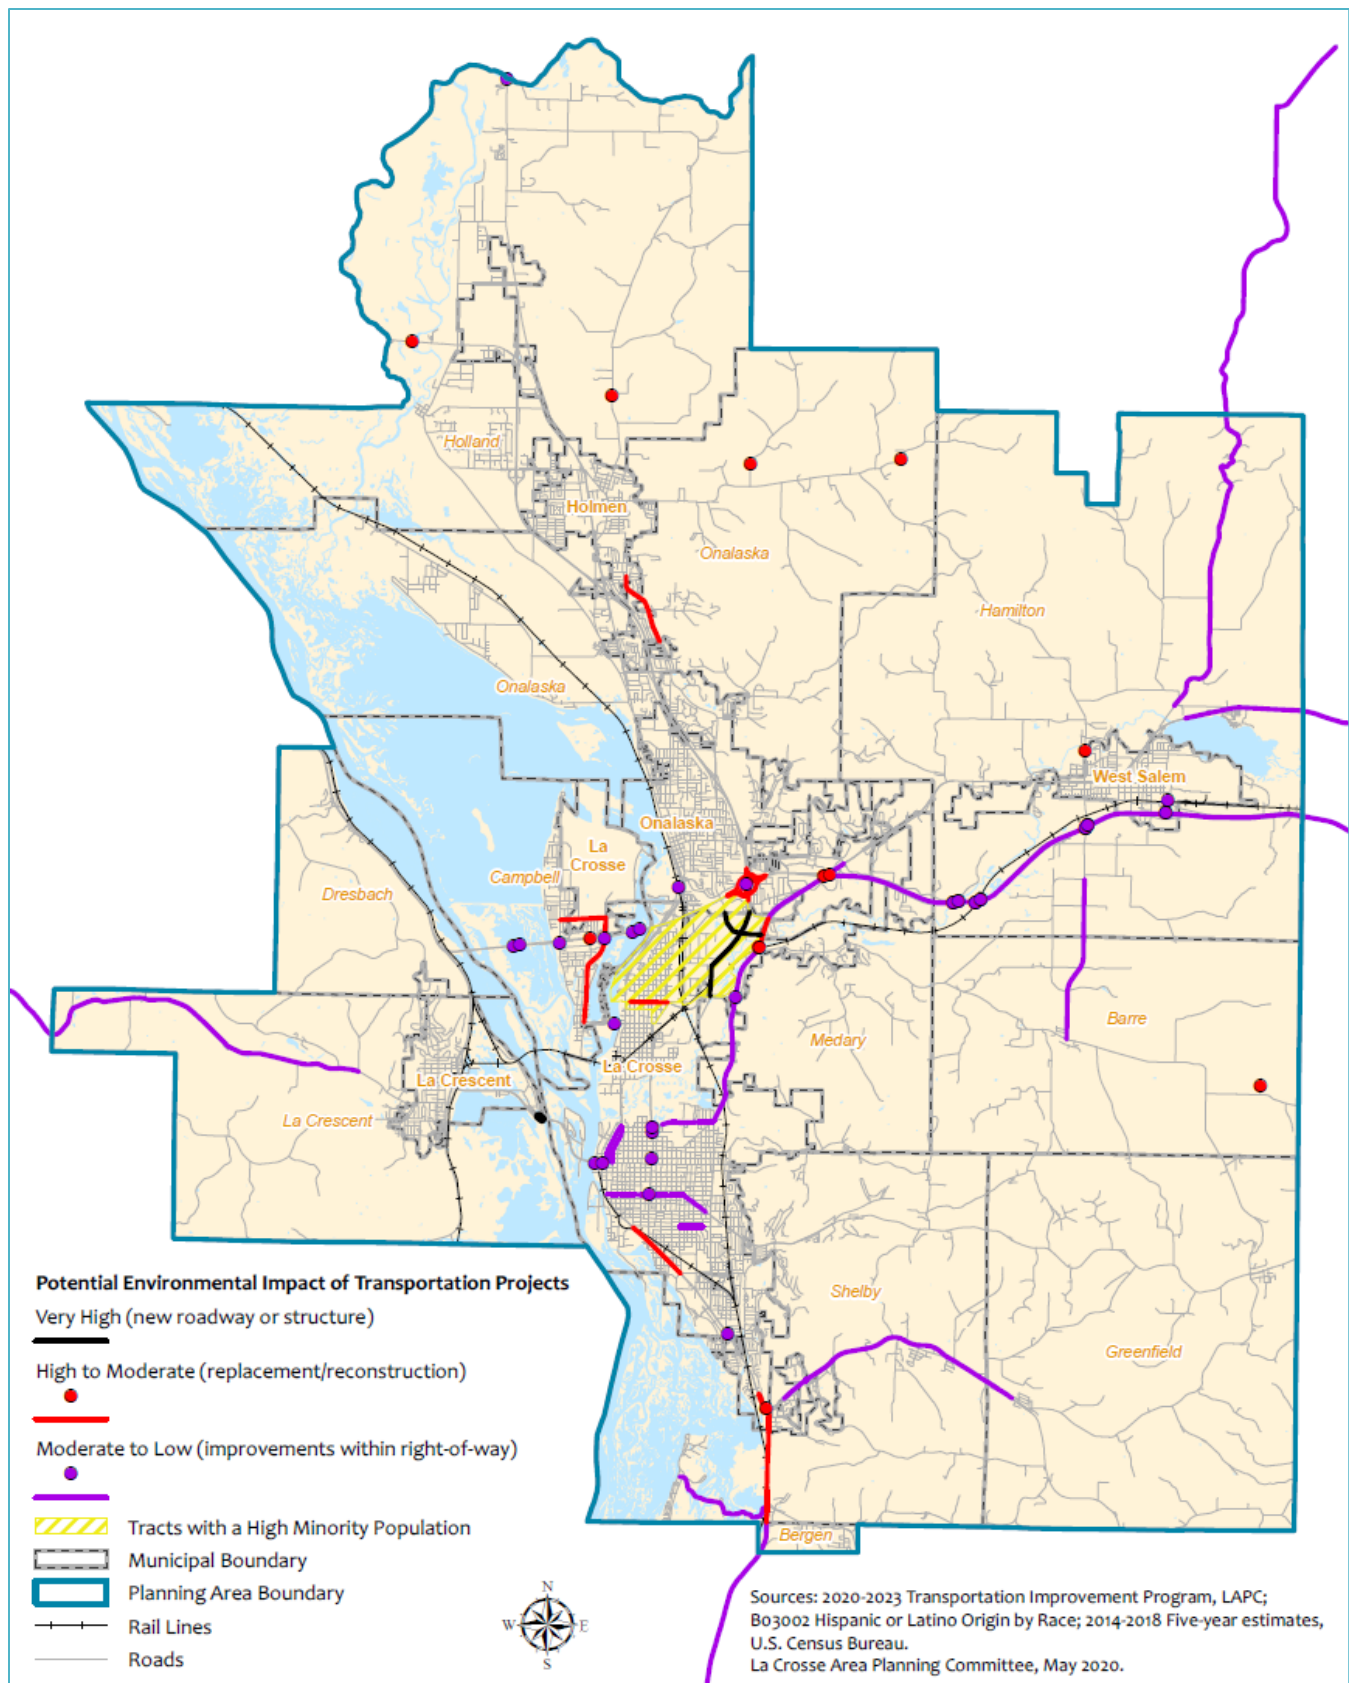 Holland
Holmen
Onalaska
Hamilton
Onalaska
West Salem
Onalaska
La
Crosse
Campbell
Dresbach
Barre
Medary
La Crosse
La Crescent
La Crescent
Shelby
Greenfield
Bergen
Potential Environmental Impact of Transportation Projects
Very High (new roadway or structure)
High to Moderate (replacement/reconstruction)
Moderate to Low (improvements within right-of-way)
Tracts with a High Minority Population
Municipal Boundary
Planning Area Boundary
Rail Lines
Roads
N
W
E
S
Sources: 2020-2023 Transportation Improvement Program, LAPC;
B03002 Hispanic or Latino Origin by Race; 2014-2018 Five-year estimates,
U.S. Census Bureau.
La Crosse Area Planning Committee, May 2020.